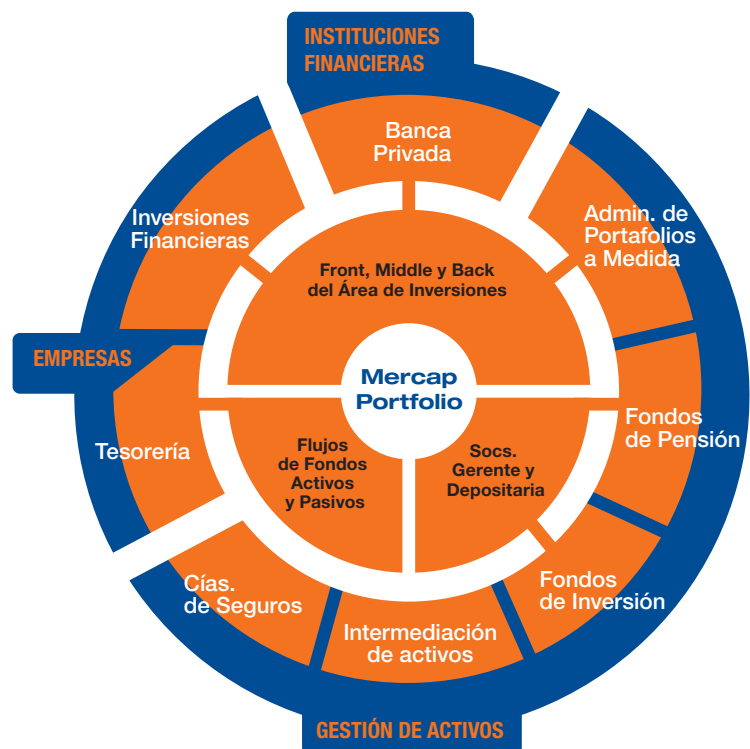 INSTITUCIONES
FINANCIERAS
Banca
Privada
Inversiones
Financieras
Admin. de
Portafolios
a Medida
Front, Middle y Back
del Área de Inversiones
EMPRESAS
Mercap
Portfolio
Tesorería
Flujos
de Fondos
Activos
y Pasivos
Socs.
Gerente y
Depositaria
Fondos
de Pensión
Cías.
de Seguros
Intermediación
de activos
Fondos
de Inversión
GESTIÓN DE ACTIVOS